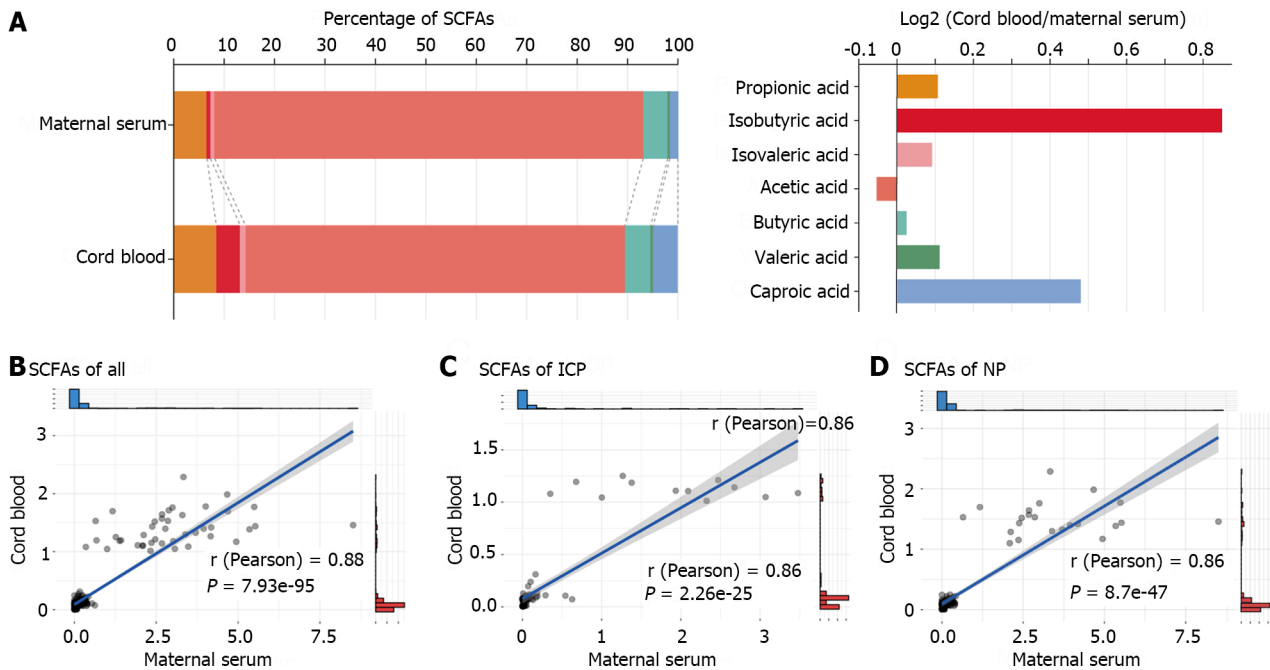 A
Percentage of SCFAs
0 10 20 30 40 50 60 70 80 90 100
Maternal serum
Cord blood
Log2 (Cord blood/maternal serum)
-0.1 0 0.2 0.4 0.6 0.8
Propionic acid
Isobutyric acid
Isovaleric acid
Acetic acid
Butyric acid
Valeric acid
Caproic acid
B
SCFAs of all
3
2
1
0
Cord blood
r (Pearson) = 0.88
P = 7.93e-95
0.0 2.5 5.0 7.5
Maternal serum
C
SCFAs of ICP
r (Pearson)=0.86
1.5
1.0
0.5
0.0
Cord blood
r (Pearson) = 0.86
P = 2.26e-25
0 1 2 3
Maternal serum
D
SCFAs of NP
3
2
1
0
Cord blood
r (Pearson) = 0.86
P = 8.7e-47
0.0 2.5 5.0 7.5
Maternal serum